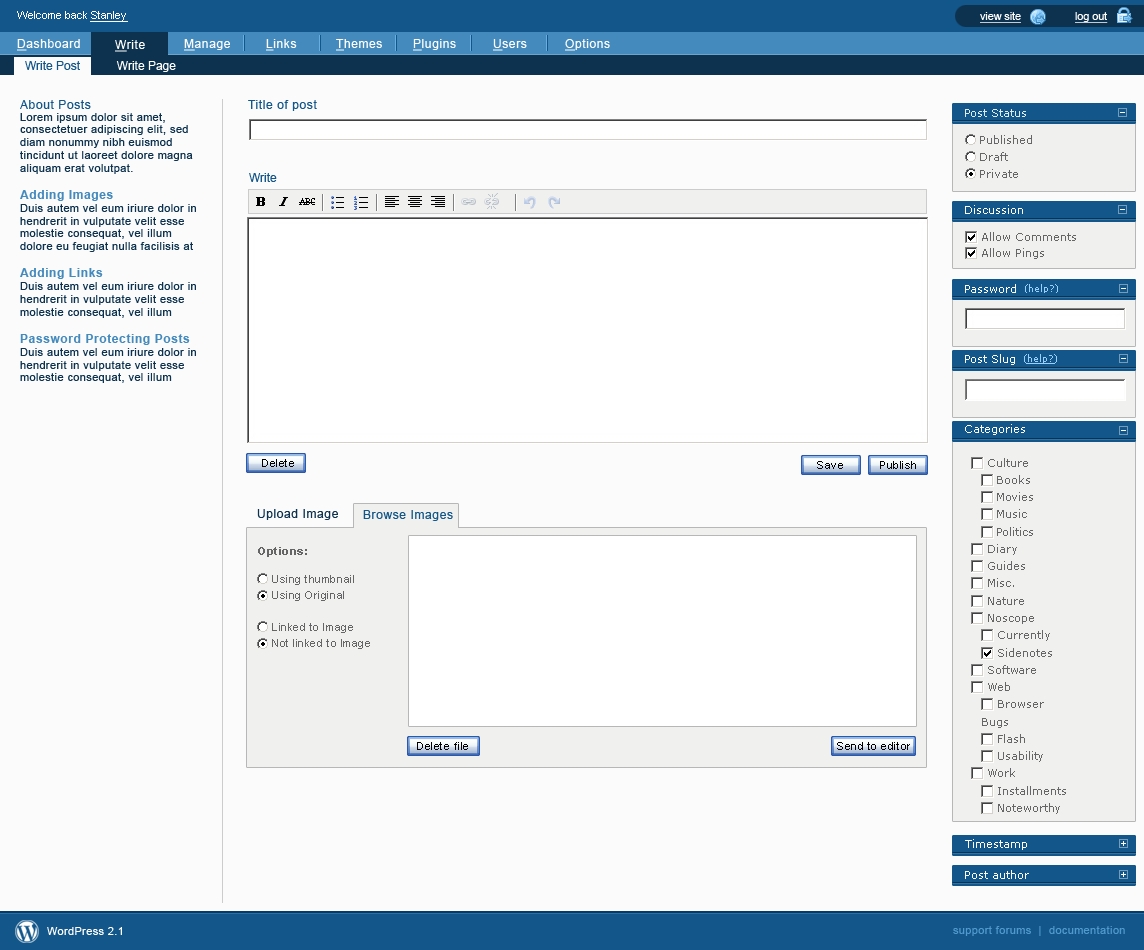 Welcome back Stanley
view site
log out
Dashboard
Write
Manage
Links
Themes
Plugins
Users
Options
Write Post
Write Page
About Posts
Lorem ipsum dolor sit amet,
consectetuer adipiscing elit, sed
diam nonummy nibh euismod
tincidunt ut laoreet dolore magna
aliquam erat volutpat.
Adding Images
Duis autem vel eum iriure dolor in
hendrerit in vulputate velit esse
molestie consequat, vel illum
dolore eu feugiat nulla facilisis at
Adding Links
Duis autem vel eum iriure dolor in
hendrerit in vulputate velit esse
molestie consequat, vel illum
Password Protecting Posts
Duis autem vel eum iriure dolor in
hendrerit in vulputate velit esse
molestie consequat, vel illum
Title of post
Write
B I ABC
Delete
Save
Publish
Upload Image
Browse Images
Options:
Using thumbnail
Using Original
Linked to Image
Not linked to Image
Delete file
Send to editor
Post Status
Published
Draft
Private
Discussion
Allow Comments
Allow Pings
Password (help?)
Post Slug (help?)
Categories
Culture
Books
Movies
Music
Politics
Diary
Guides
Misc.
Nature
Noscope
Currently
Sidenotes
Software
Web
Browser
Bugs
Flash
Usability
Work
Installments
Noteworthy
Timestamp
Post author
WordPress 2.1
support forums | documentation